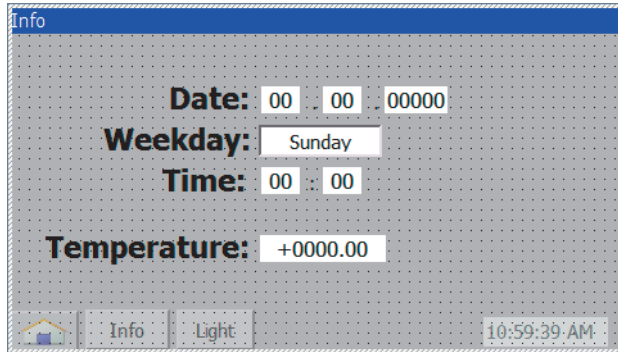 Info
Date: 00 . 00 . 00000
Weekday: Sunday
Time: 00 : 00
Temperature: +0000.00
Info Light 10:59:39 AM